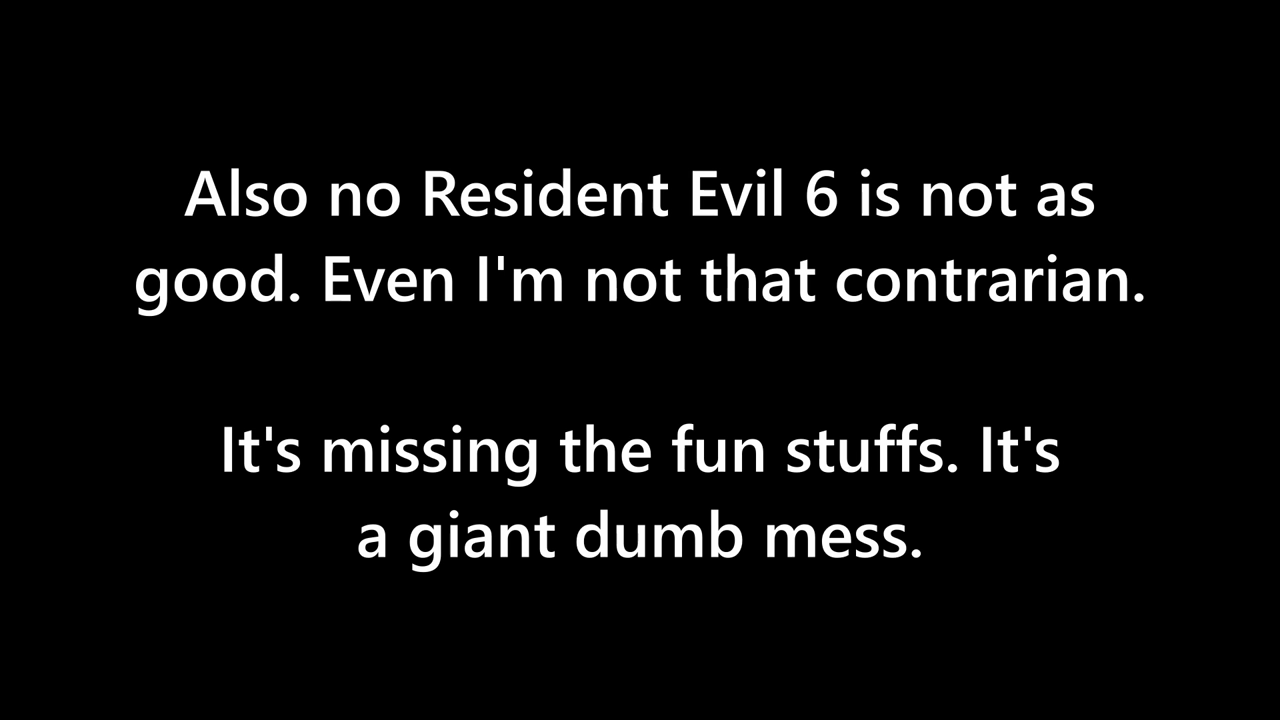 Also no Resident Evil 6 is not as
good. Even I'm not that contrarian.
It's missing the fun stuffs. It's
a giant dumb mess.